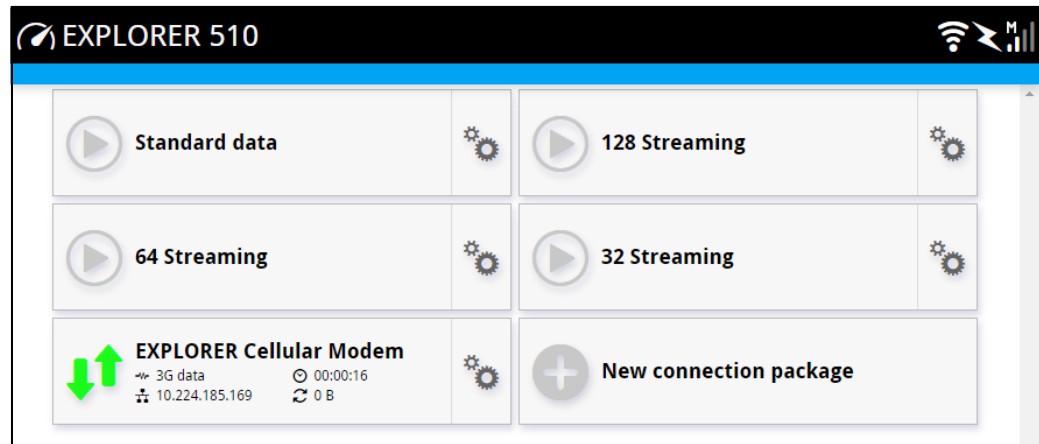 EXPLORER 510
M
Standard data
128 Streaming
64 Streaming
32 Streaming
EXPLORER Cellular Modem
3G data 00:00:16
10.224.185.169 0 B
New connection package